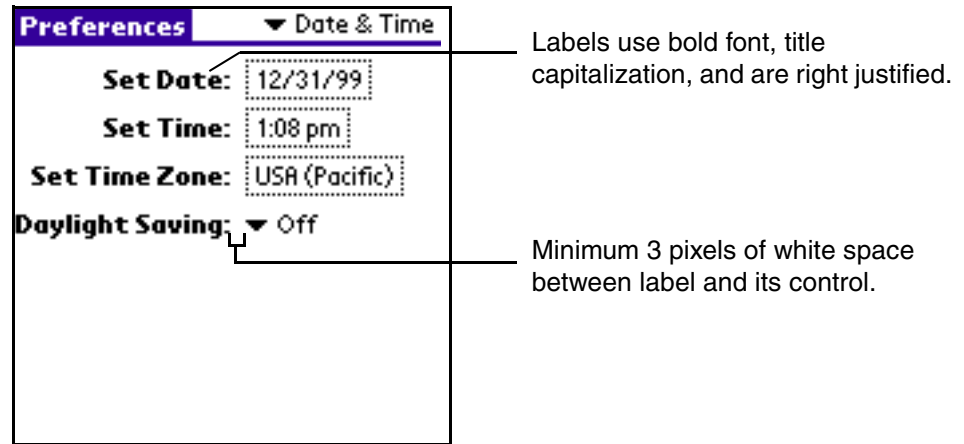 Preferences ▼ Date & Time
Set Date: 12/31/99
Set Time: 1:08 pm
Set Time Zone: USA (Pacific)
Daylight Saving: ▼ Off
Labels use bold font, title
capitalization, and are right justified.
Minimum 3 pixels of white space
between label and its control.